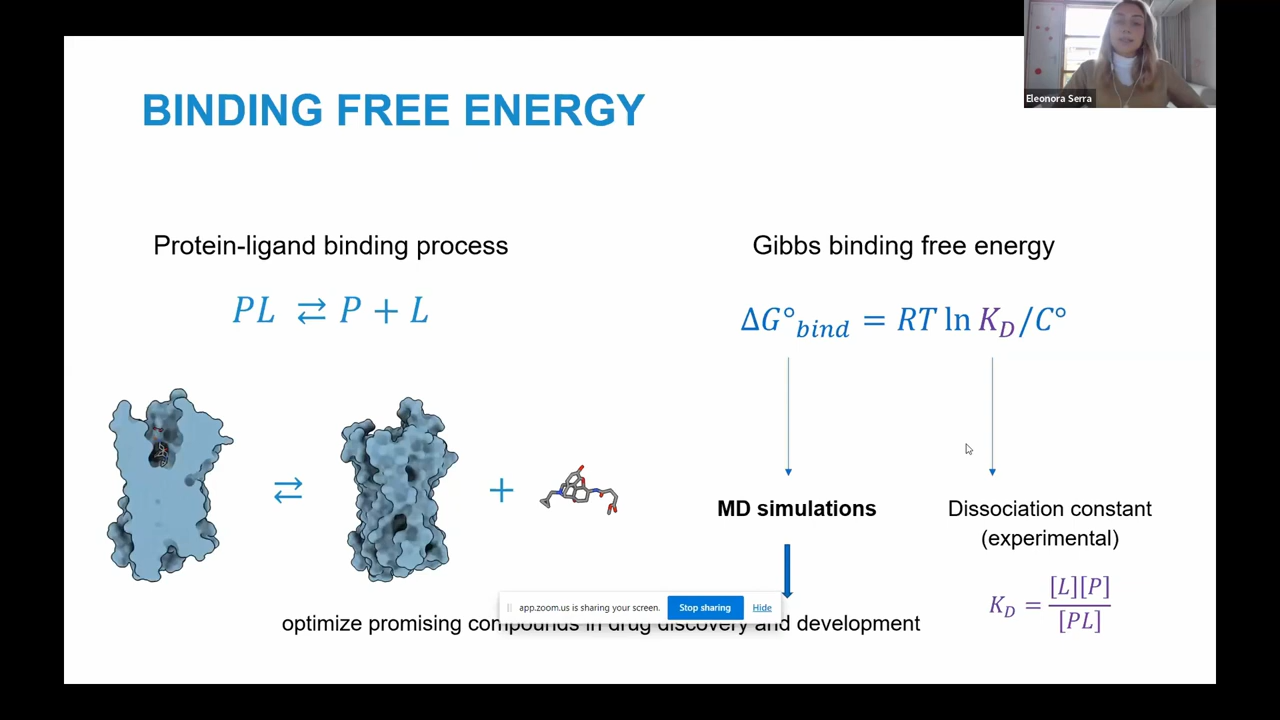 Eleonora Serra
BINDING FREE ENERGY
Protein-ligand binding process
PL ⇄ P + L
⇄
+
Gibbs binding free energy
ΔG°bind = RT ln K_D/C°
MD simulations
Dissociation constant
(experimental)
K_D = [L][P]/[PL]
app.zoom.us is sharing your screen.
Stop sharing
Hide
optimize promising compounds in drug discovery and development